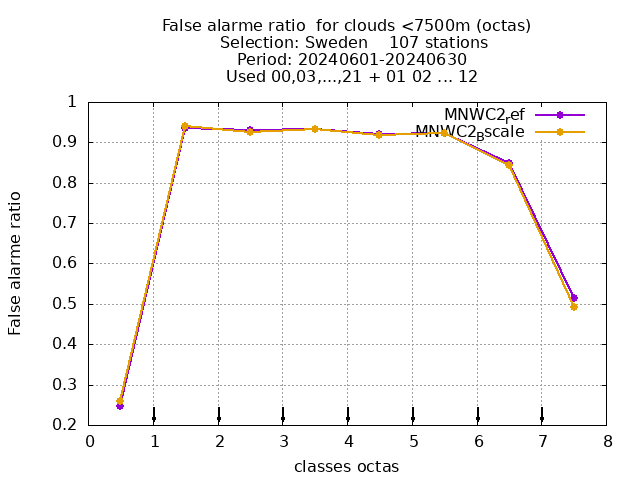 False alarme ratio  for clouds <7500m (octas)
Selection: Sweden    107 stations
Period: 20240601-20240630
Used 00,03,...,21 + 01 02 ... 12
MNWC2ref
MNWC2Bscale
1
0.9
0.8
0.7
0.6
0.5
0.4
0.3
0.2
False alarme ratio
0 1 2 3 4 5 6 7 8
classes octas